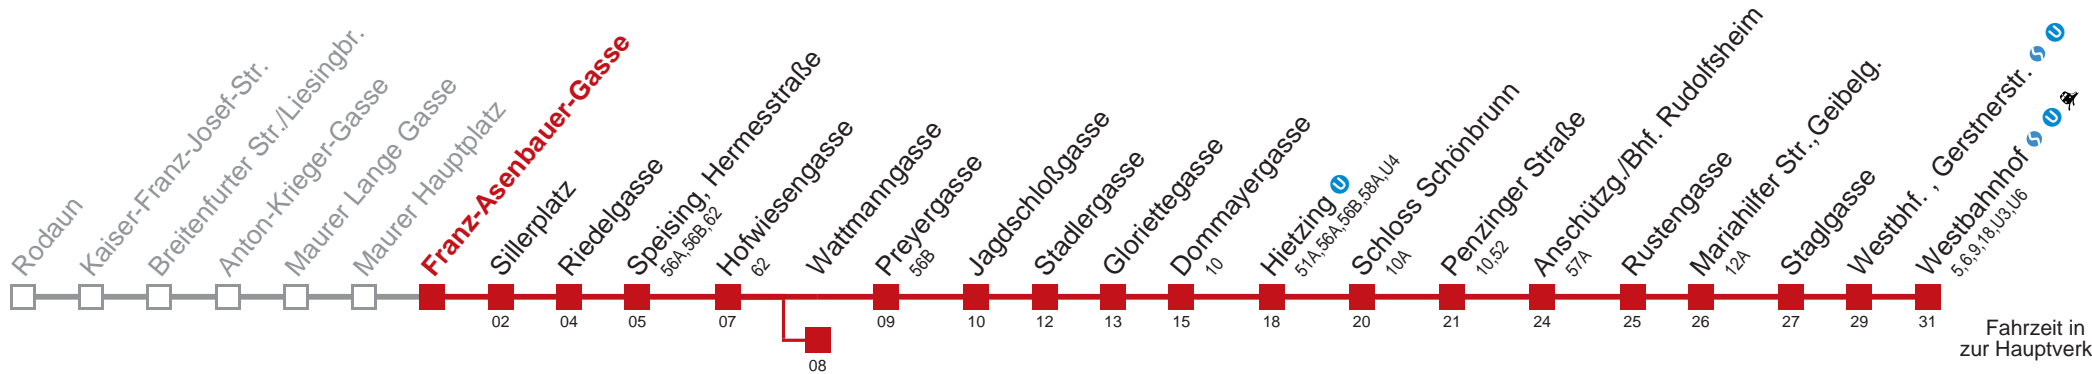 Rodaun
Kaiser-Franz-Josef-Str.
Breitenfurter Str./Liesingbr.
Anton-Krieger-Gasse
Maurer Lange Gasse
Maurer Hauptplatz
Franz-Asenbauer-Gasse
Sillerplatz
Riedelgasse
Speising, Hermesstraße
56A,56B,62
Hofwiesengasse
62
Wattmanngasse
Preyergasse
56B
Jagdschloßgasse
Stadlergasse
Gloriettegasse
Dommayergasse
10
Hietzing U
51A,56A,56B,58A,U4
Schloss Schönbrunn
10A
Penzinger Straße
10,52
Anschützg./Bhf. Rudolfsheim
57A
Rustengasse
Mariahilfer Str., Geibelg.
12A
Staglgasse
Westbhf. , Gerstnerstr. S U
Westbahnhof S U
5,6,9,18,U3,U6
02 04 05 07 09 10 12 13 15 18 20 21 24 25 26 27 29 31
08
Fahrzeit in
zur Hauptverk